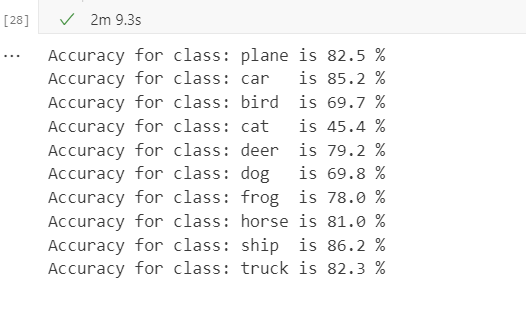 [28] ✓ 2m 9.3s
... Accuracy for class: plane is 82.5 %
Accuracy for class: car   is 85.2 %
Accuracy for class: bird  is 69.7 %
Accuracy for class: cat   is 45.4 %
Accuracy for class: deer  is 79.2 %
Accuracy for class: dog   is 69.8 %
Accuracy for class: frog  is 78.0 %
Accuracy for class: horse is 81.0 %
Accuracy for class: ship  is 86.2 %
Accuracy for class: truck is 82.3 %